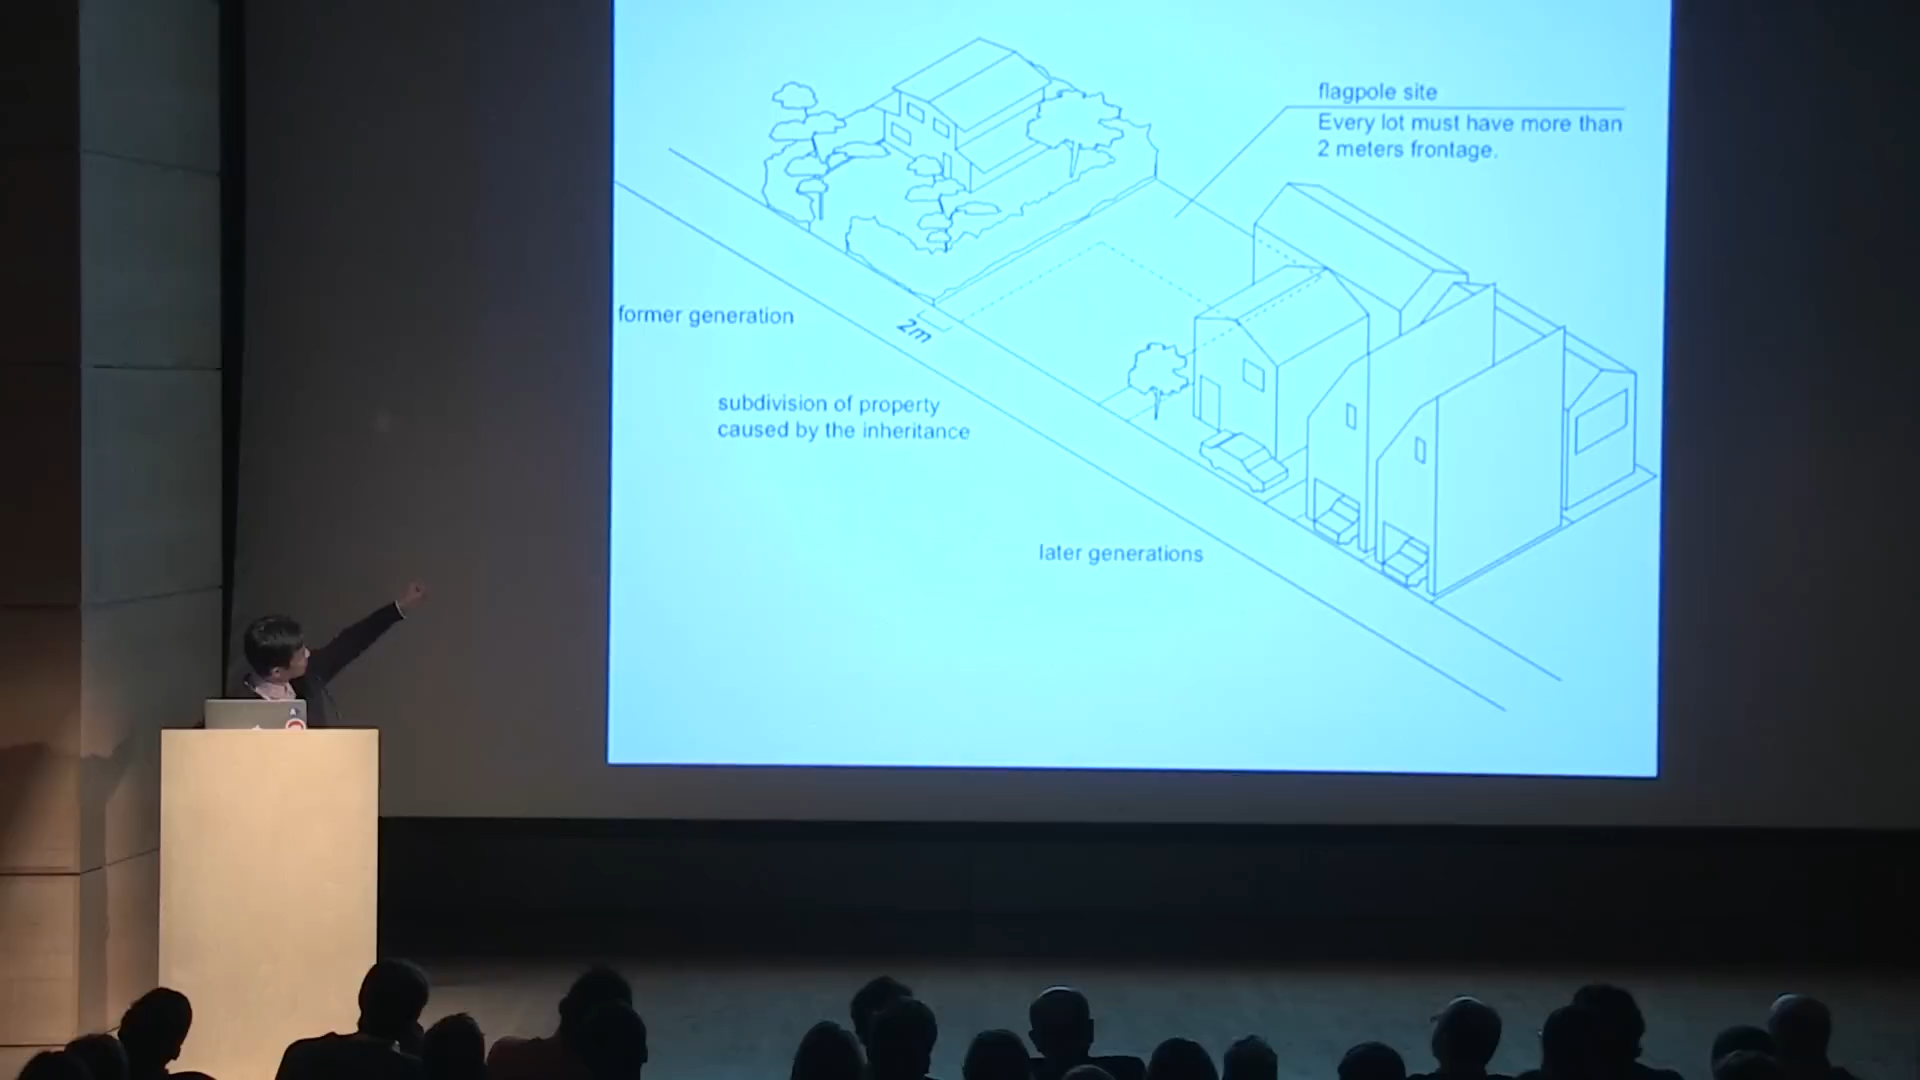 flagpole site
Every lot must have more than
2 meters frontage.
former generation
2m
subdivision of property
caused by the inheritance
later generations